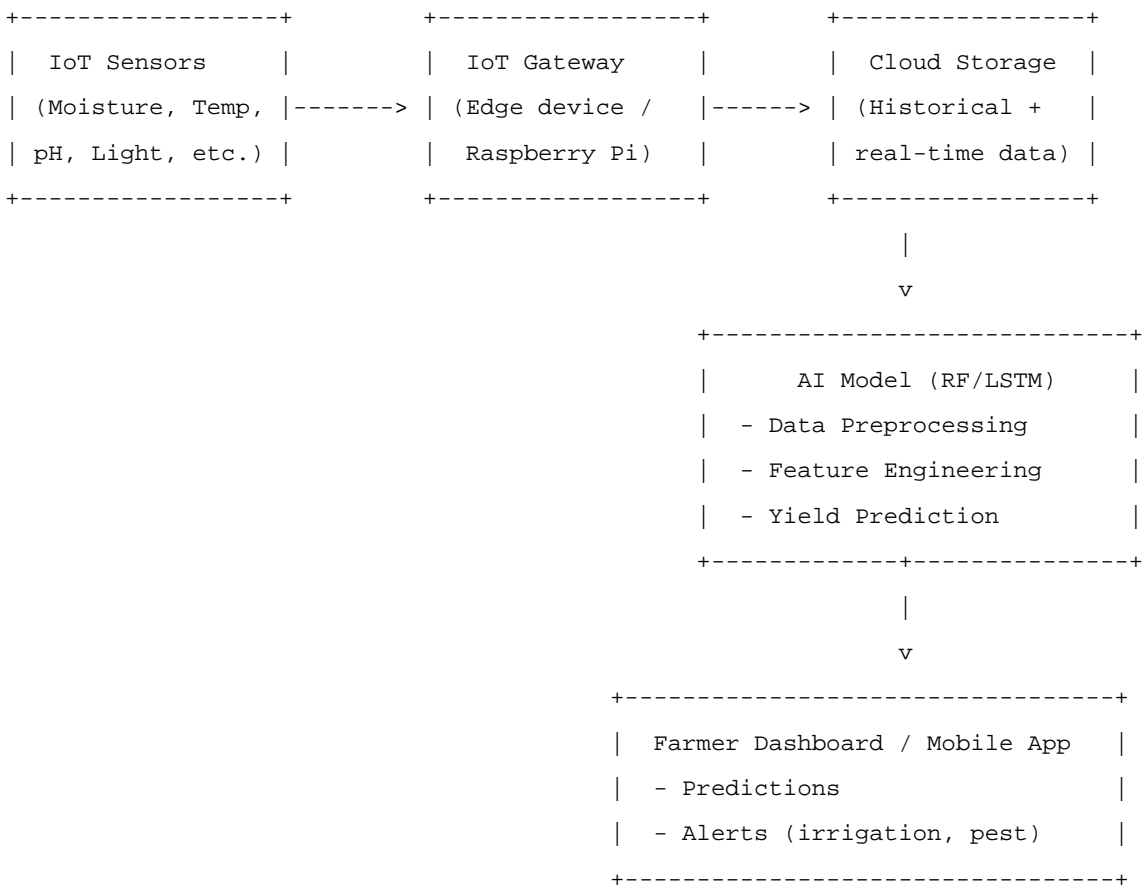 IoT Sensors IoT Gateway Cloud Storage
(Moisture, Temp, (Edge device / (Historical +
pH, Light, etc.) Raspberry Pi) real-time data)
v
AI Model (RF/LSTM)
- Data Preprocessing
- Feature Engineering
- Yield Prediction
v
Farmer Dashboard / Mobile App
- Predictions
- Alerts (irrigation, pest)